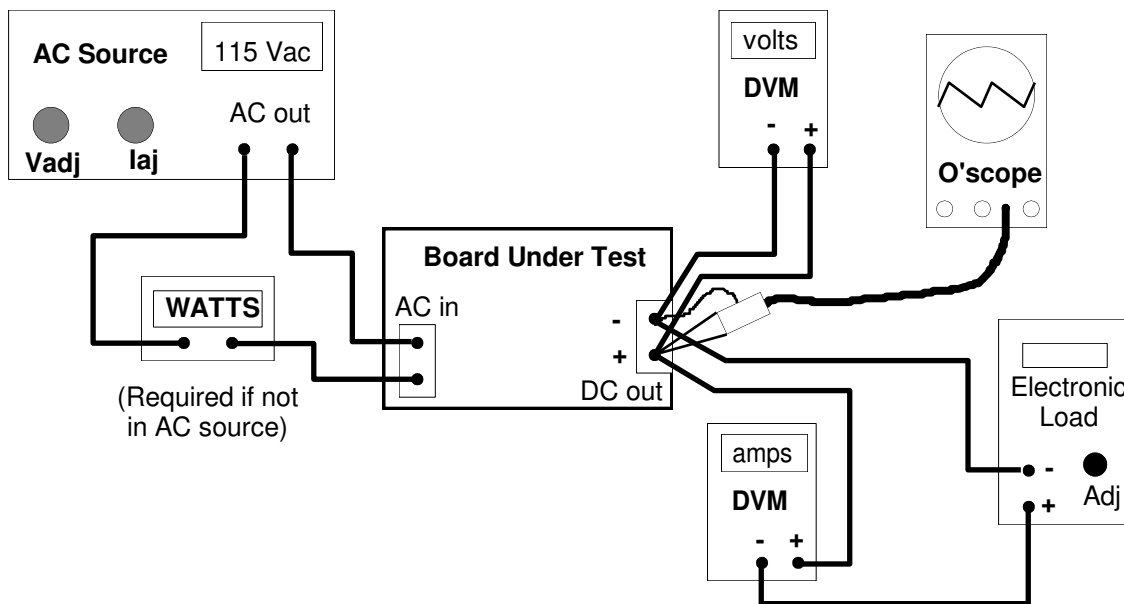 AC Source
115 Vac
AC out
Vadj
Iaj
WATTS
(Required if not
in AC source)
Board Under Test
AC in
-
+
DC out
volts
DVM
- +
O'scope
amps
DVM
- +
Electronic
Load
-
+
Adj